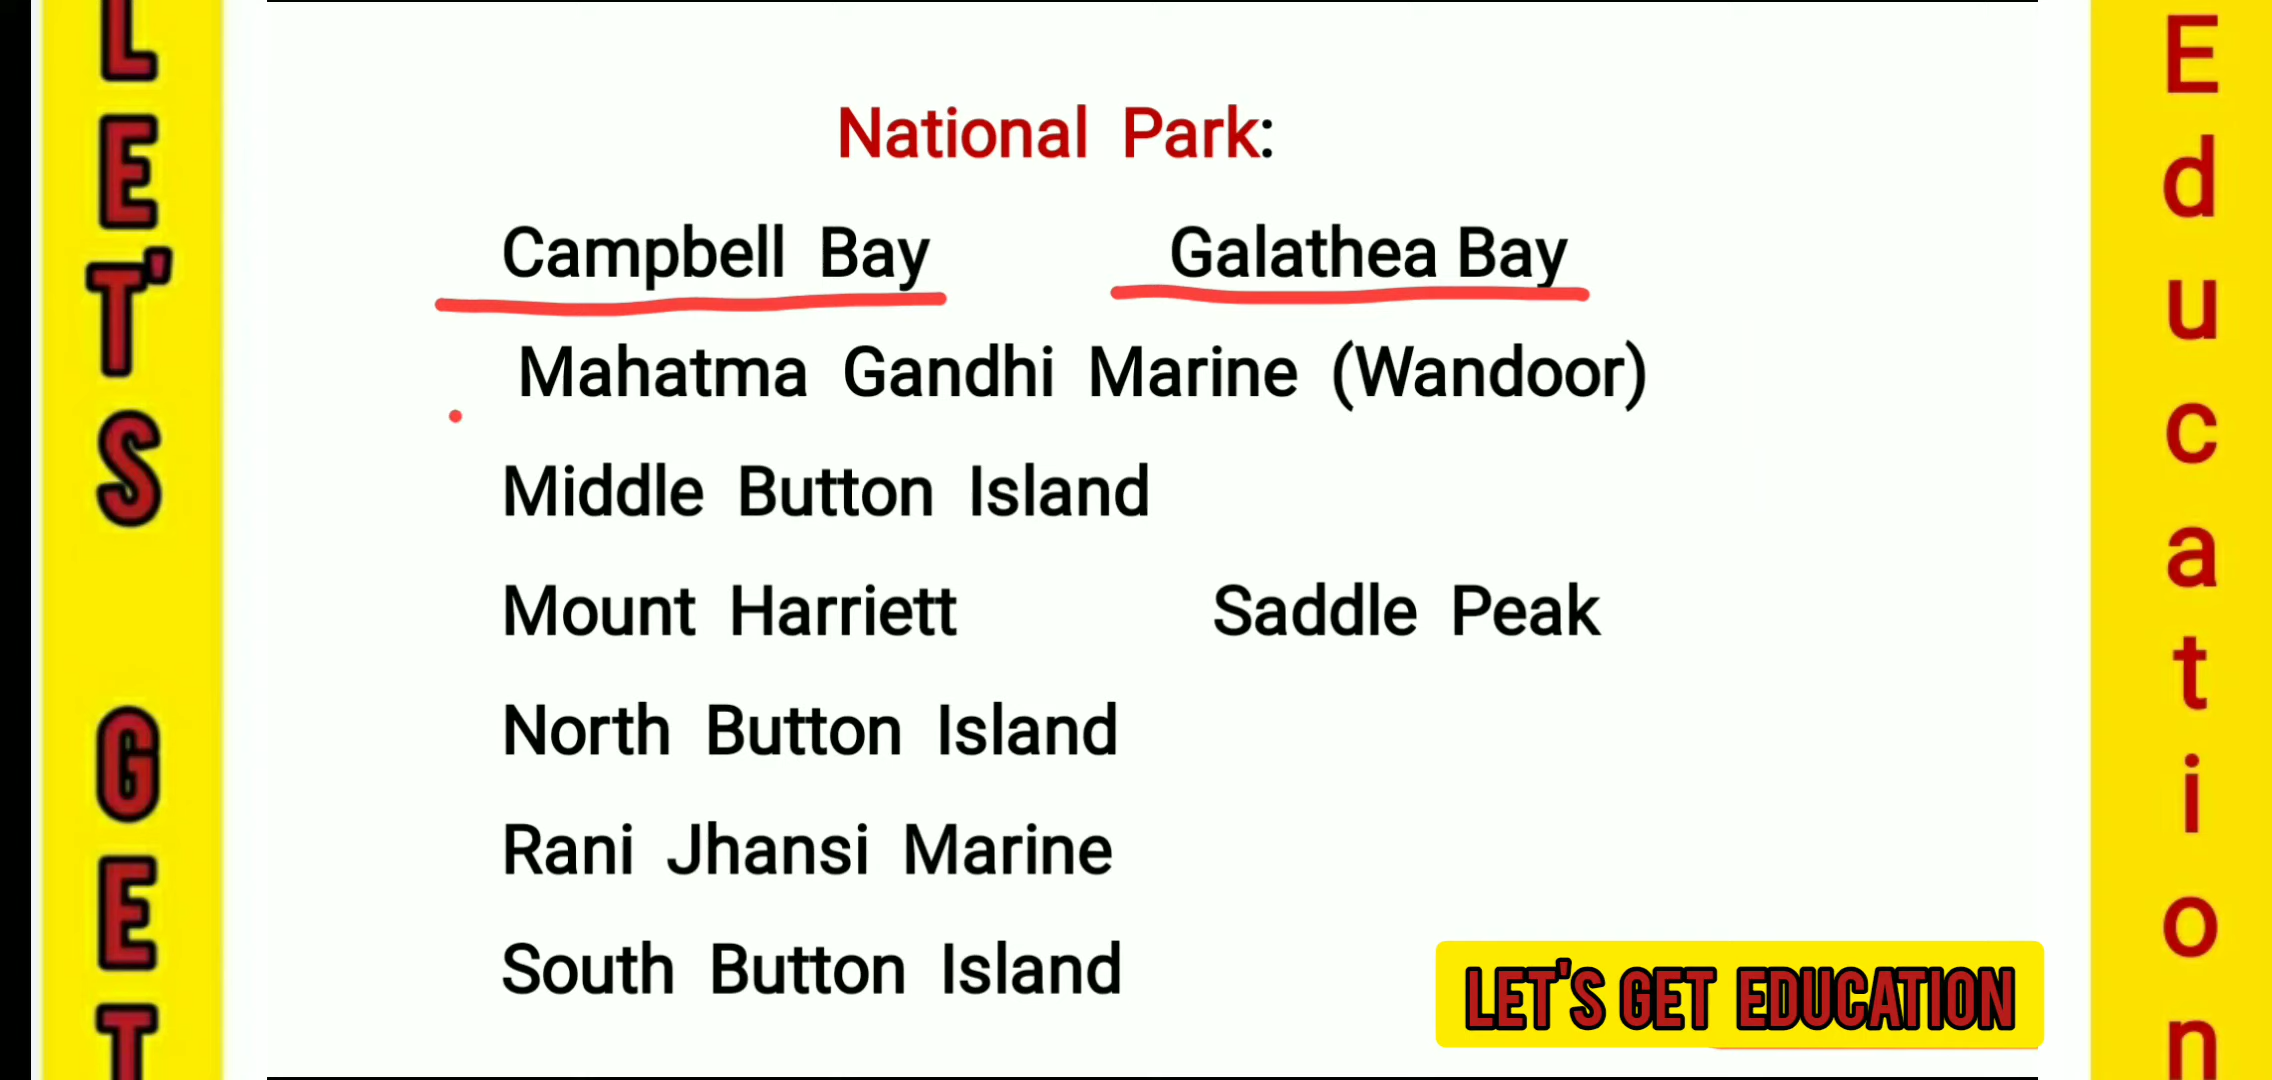 LET'S GET
National Park:
Campbell Bay Galathea Bay
Mahatma Gandhi Marine (Wandoor)
Middle Button Island
Mount Harriett Saddle Peak
North Button Island
Rani Jhansi Marine
South Button Island
LET'S GET EDUCATION
Education